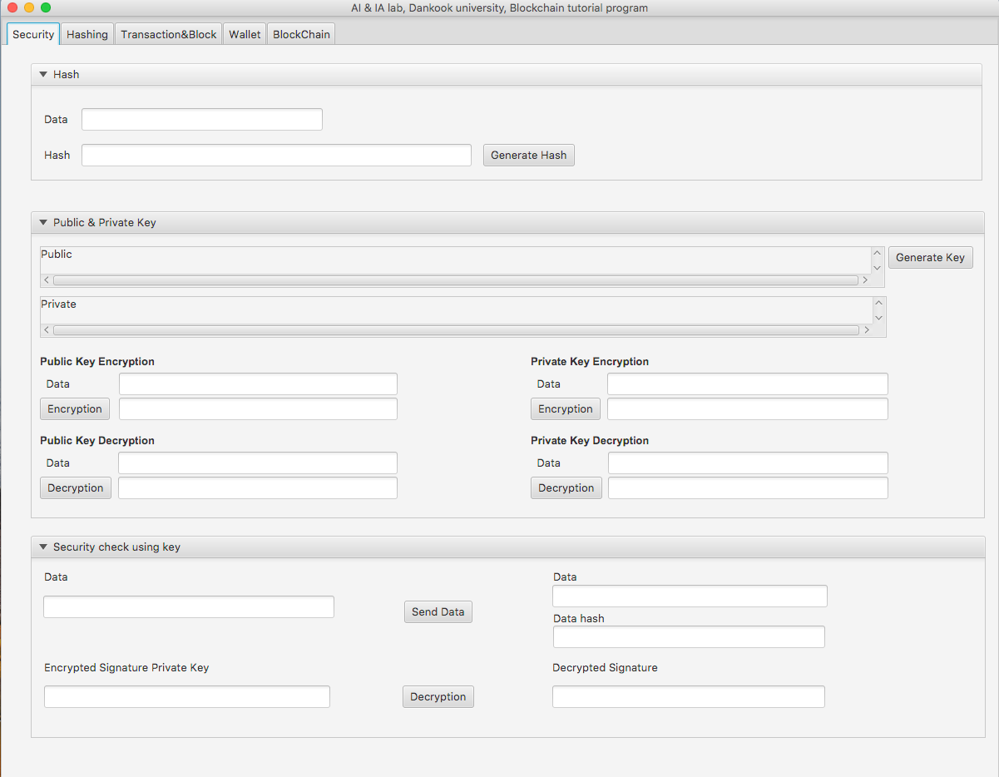 AI & IA lab, Dankook university, Blockchain tutorial program
Security Hashing Transaction&Block Wallet BlockChain
Hash
Data
Hash Generate Hash
Public & Private Key
Public Generate Key
Private
Public Key Encryption Private Key Encryption
Data Data
Encryption Encryption
Public Key Decryption Private Key Decryption
Data Data
Decryption Decryption
Security check using key
Data Data
Send Data
Data hash
Encrypted Signature Private Key Decrypted Signature
Decryption